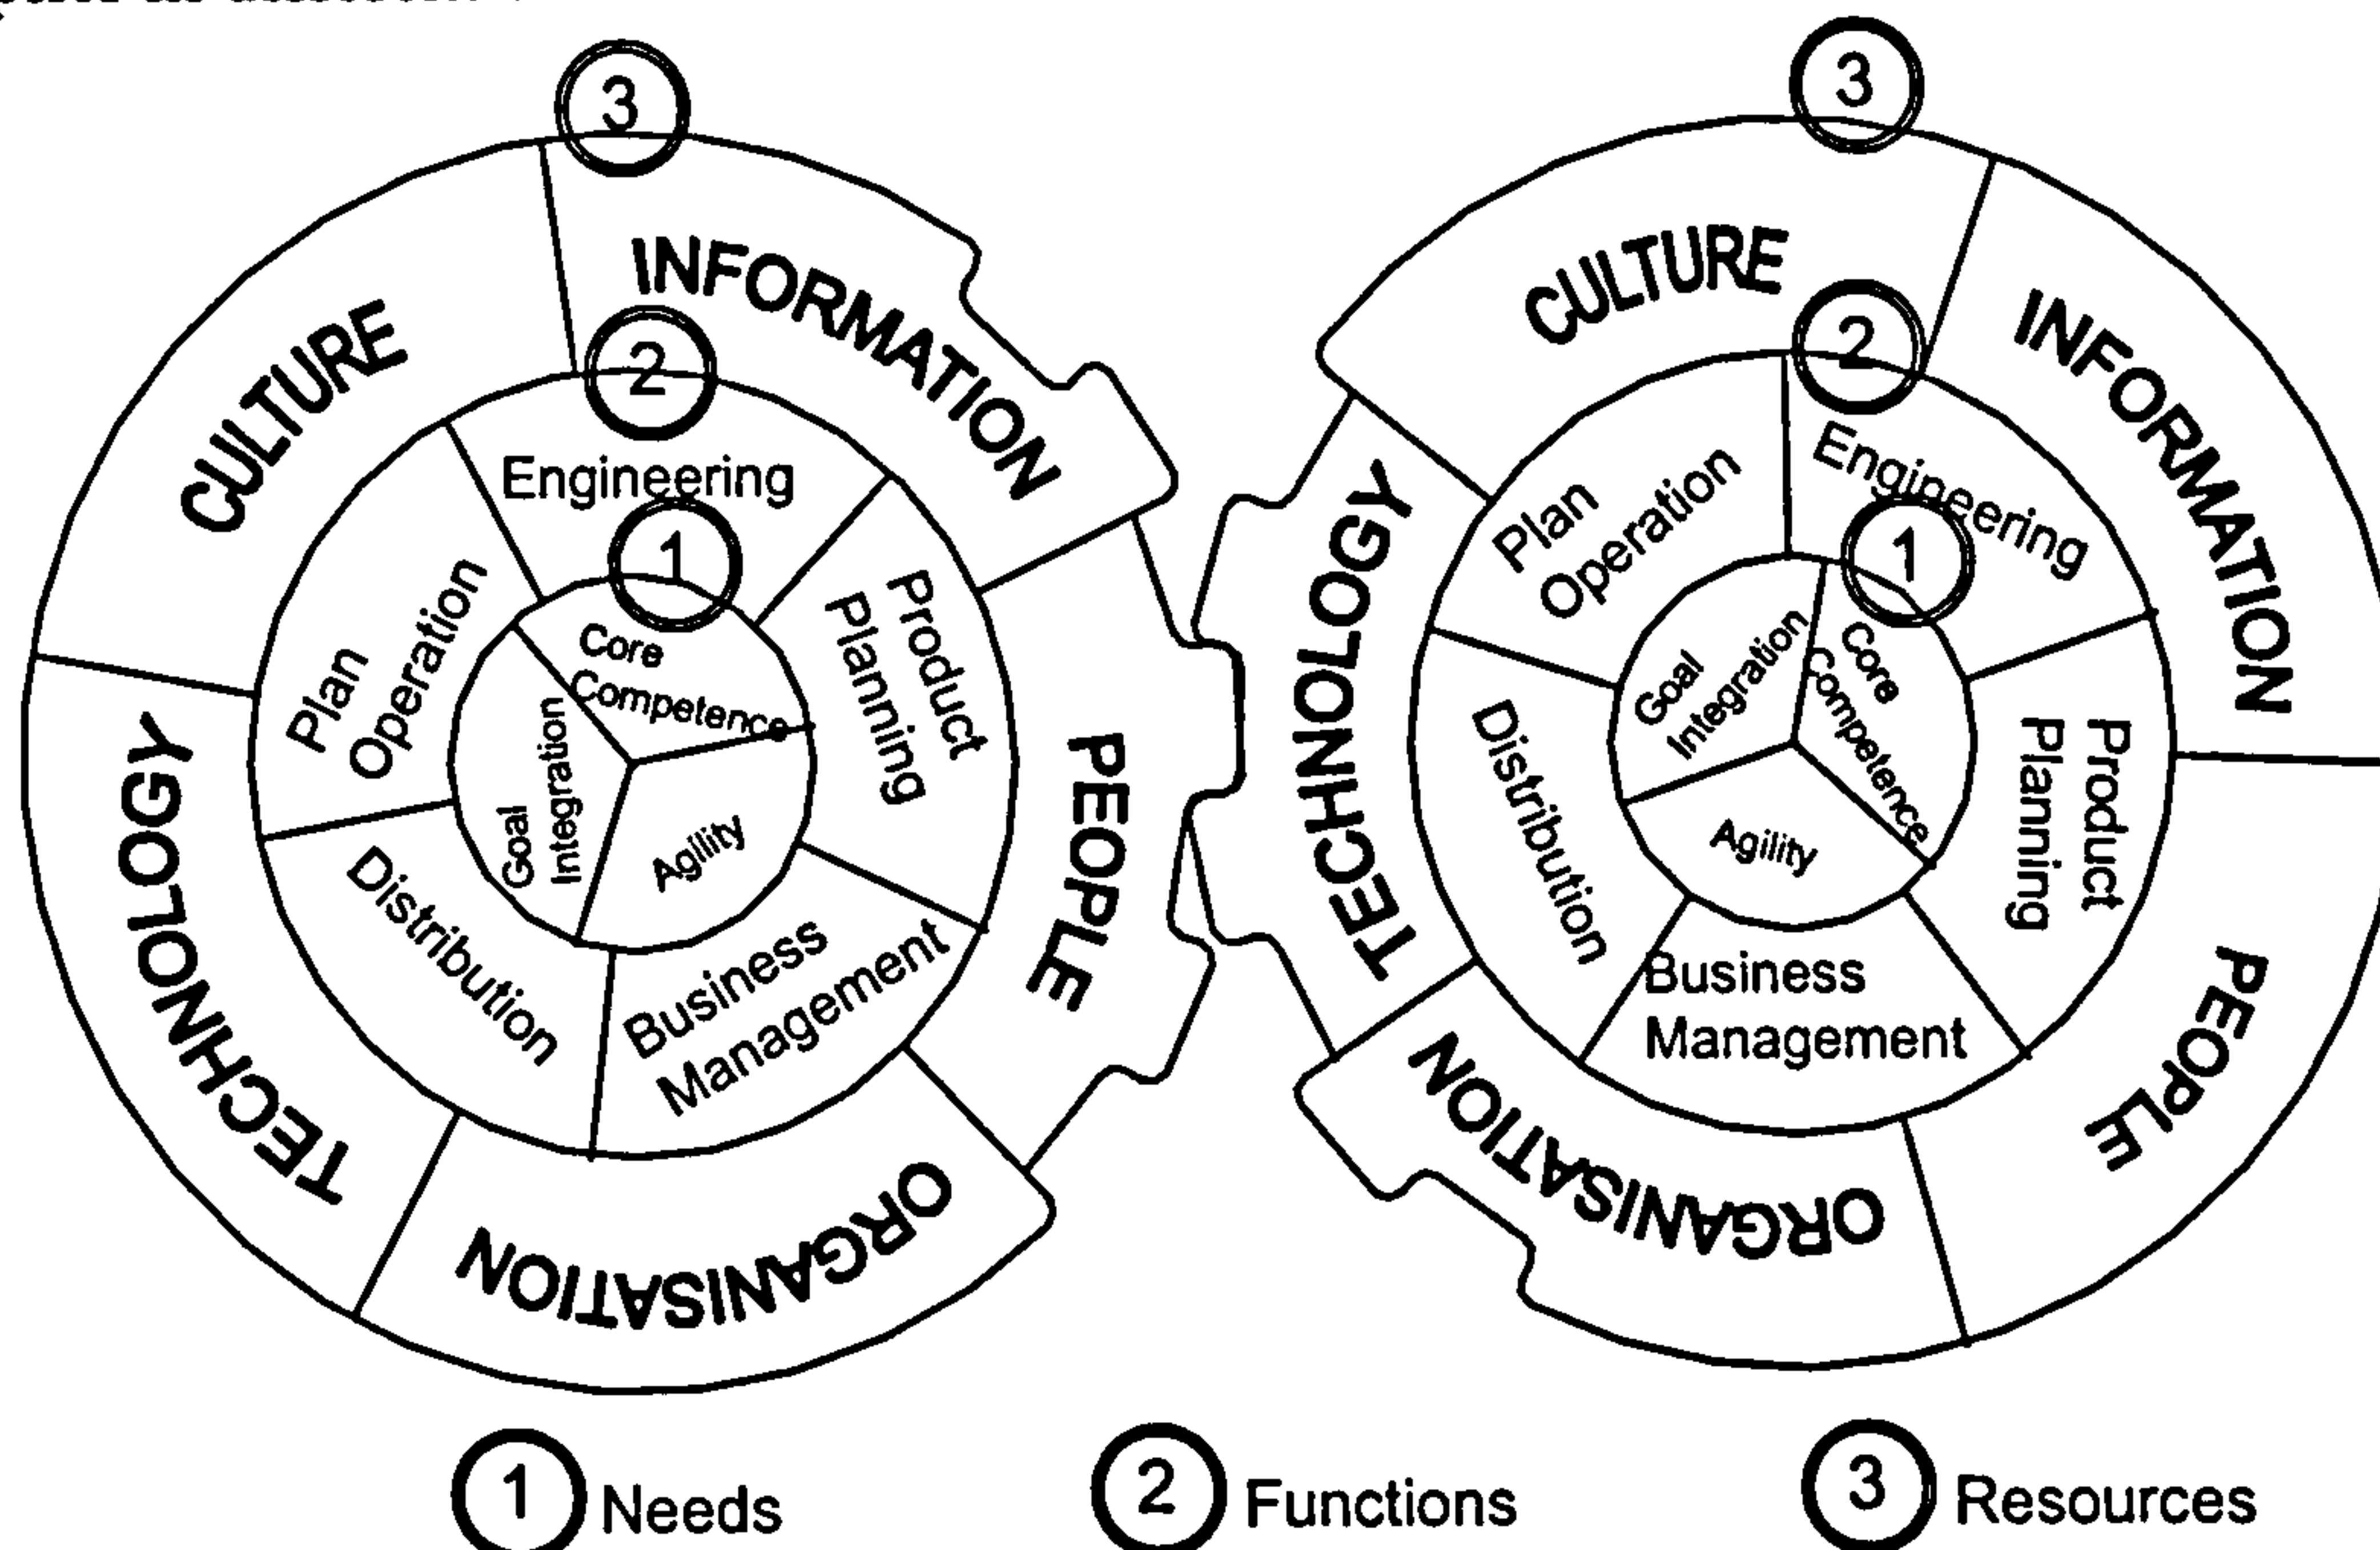 3
CULTURE
INFORMATION
PEOPLE
ORGANISATION
TECHNOLOGY
2
Engineering
Product
Planning
Business
Management
Distribution
Plan
Operation
1
Core
Competence
Agility
Goal
Integration
3
CULTURE
INFORMATION
PEOPLE
ORGANISATION
TECHNOLOGY
2
Plan
Operation
Engineering
Product
Planning
Business
Management
Distribution
1
Goal
Integration
Core
Competence
Agility
1 Needs
2 Functions
3 Resources